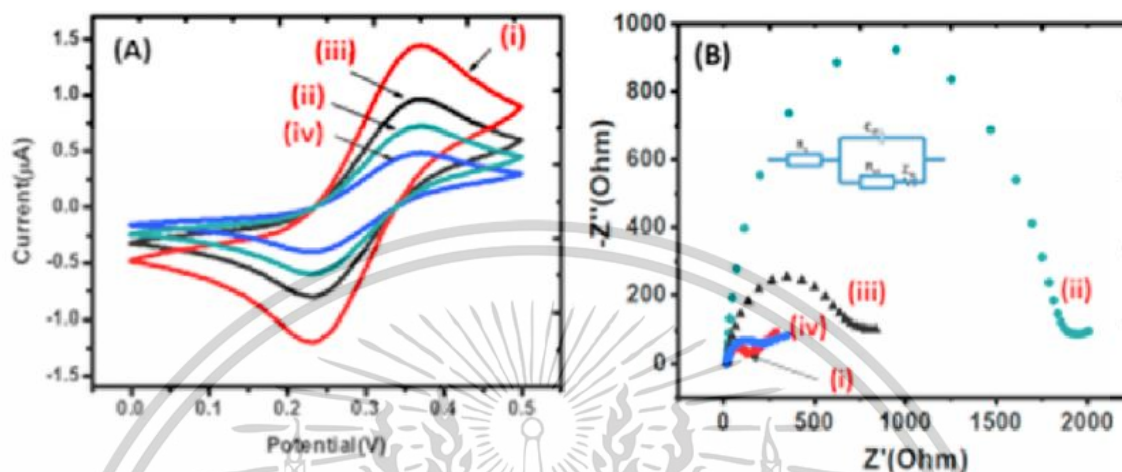 (A)
(i)
(iii)
(ii)
(iv)
1.5
1.0
0.5
0.0
-0.5
-1.0
-1.5
Current(µA)
0.0 0.1 0.2 0.3 0.4 0.5
Potential(V)
(B)
1000
800
600
400
200
0
-Z''(Ohm)
(iii)
(ii)
(iv)
(i)
0 500 1000 1500 2000
Z'(Ohm)